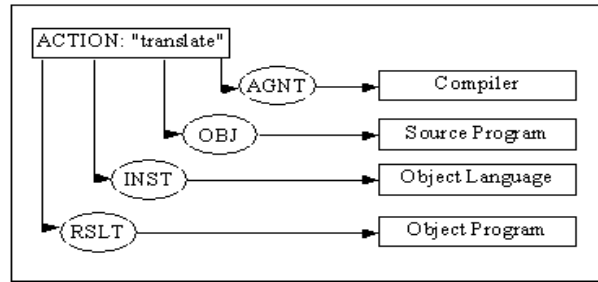 ACTION: "translate"
AGNT
Compiler
OBJ
Source Program
INST
Object Language
RSLT
Object Program